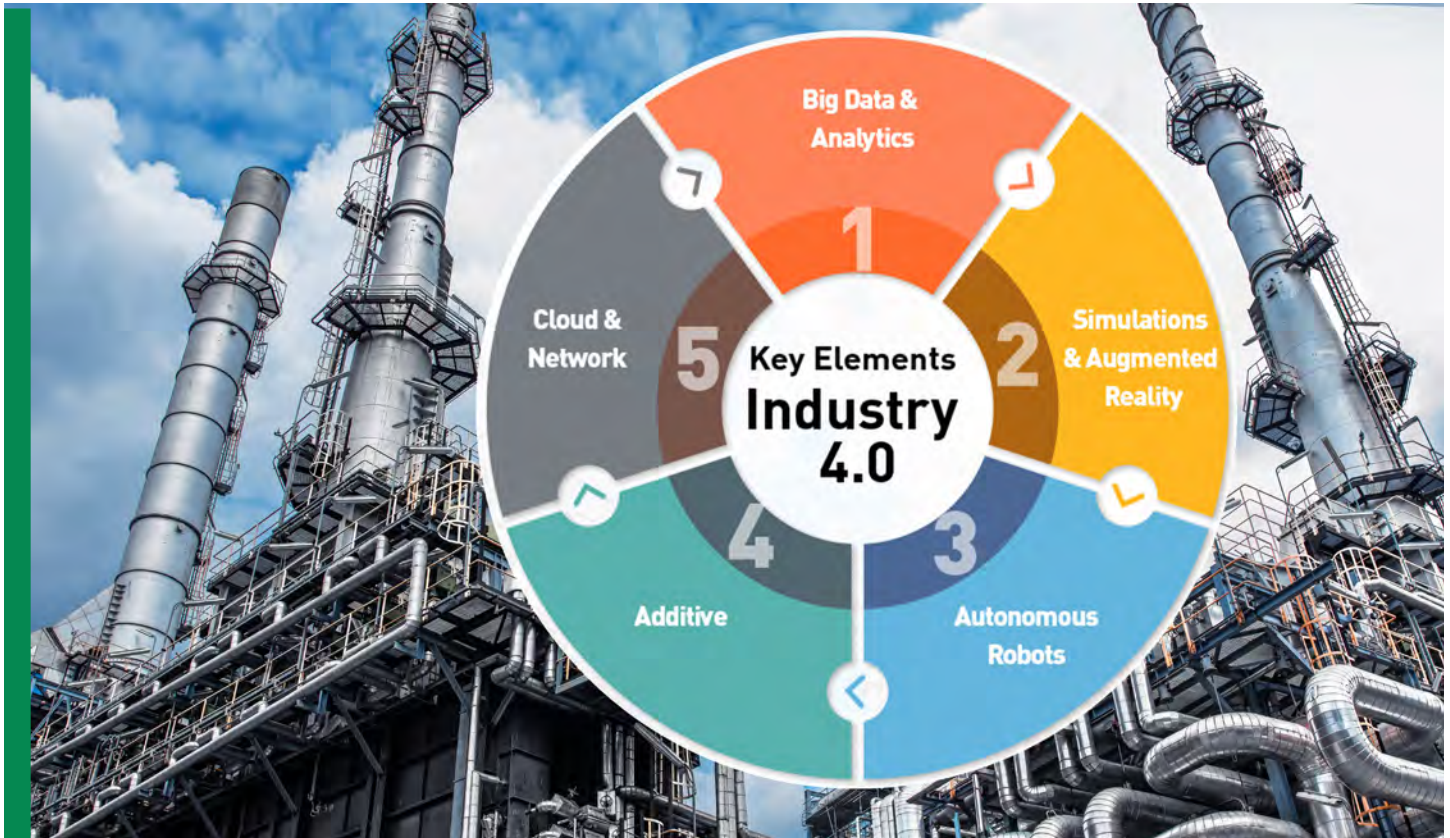 Big Data &
Analytics
1
Simulations
& Augmented
Reality
2
Autonomous
Robots
3
Additive
4
Cloud &
Network
5
Key Elements
Industry
4.0